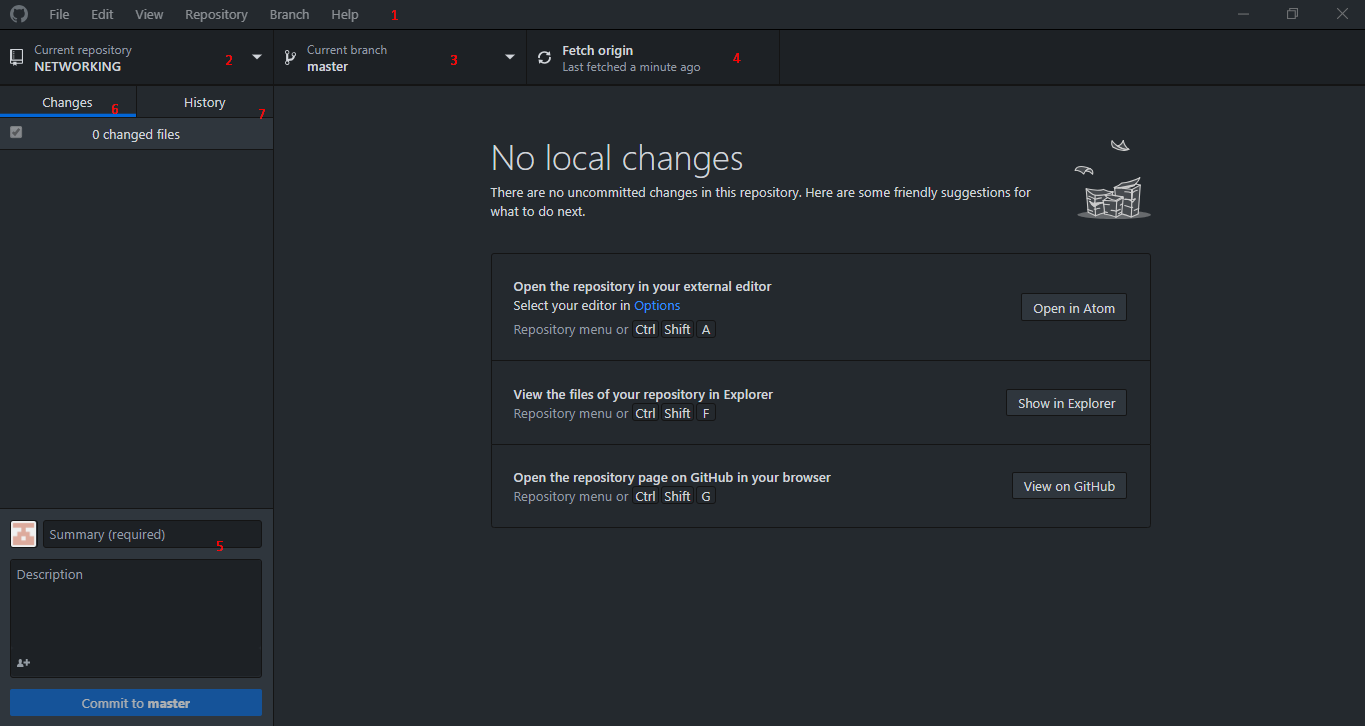 File Edit View Repository Branch Help 1
Current repository
NETWORKING 2
Current branch
master 3
Fetch origin
Last fetched a minute ago 4
Changes 6 History 7
0 changed files
No local changes
There are no uncommitted changes in this repository. Here are some friendly suggestions for
what to do next.
Open the repository in your external editor
Select your editor in Options
Repository menu or Ctrl Shift A
Open in Atom
View the files of your repository in Explorer
Repository menu or Ctrl Shift F
Show in Explorer
Open the repository page on GitHub in your browser
Repository menu or Ctrl Shift G
View on GitHub
Summary (required) 5
Description
Commit to master